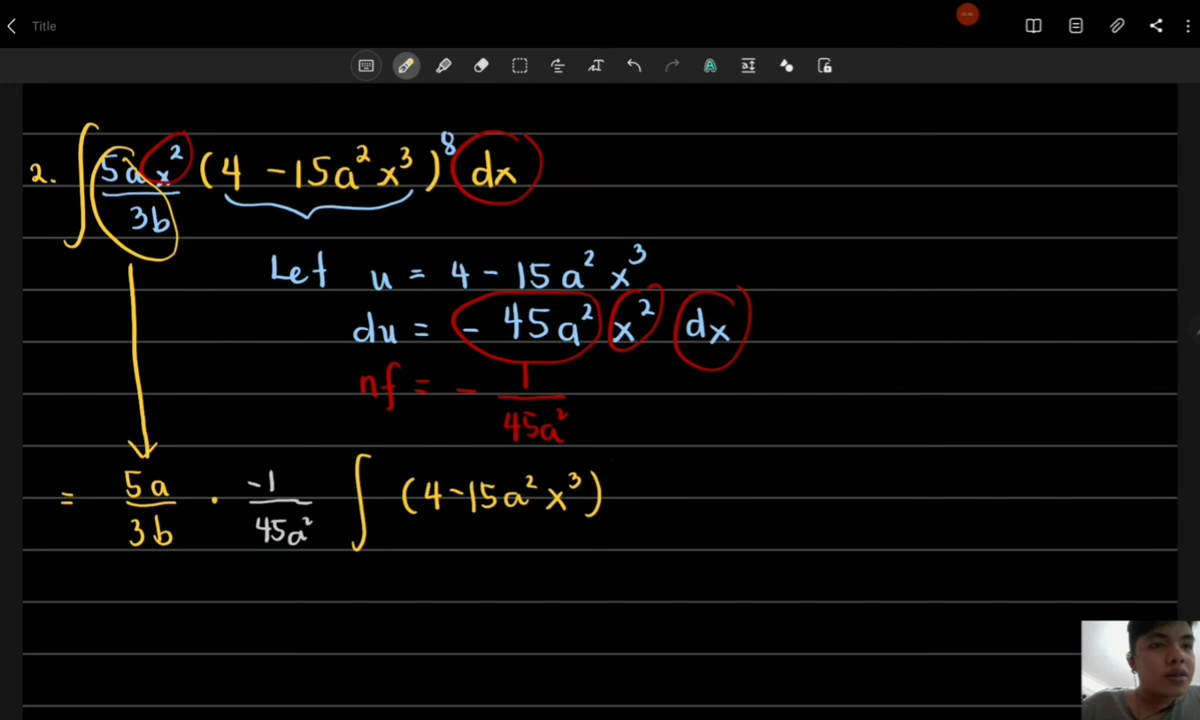 Title
2. ∫ 5ax²/3b (4 - 15a²x³)⁸ dx
Let u = 4 - 15a²x³
du = - 45a² x² dx
nf = - 1/45a²
= 5a/3b · -1/45a² ∫ (4-15a²x³)